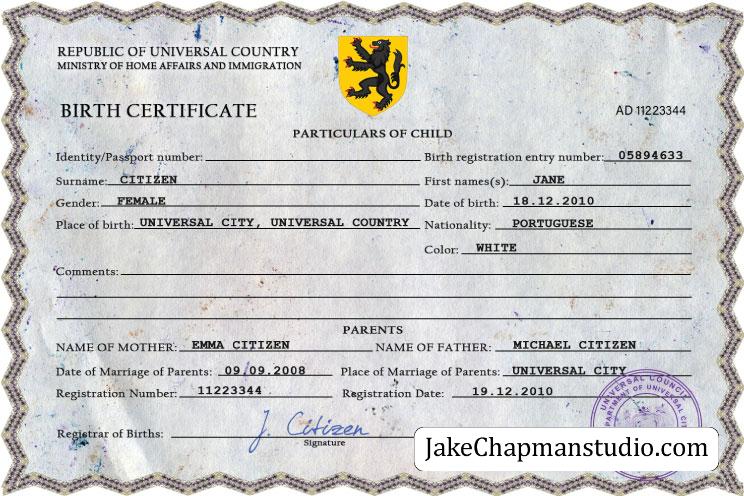 REPUBLIC OF UNIVERSAL COUNTRY
MINISTRY OF HOME AFFAIRS AND IMMIGRATION
BIRTH CERTIFICATE
AD 11223344
PARTICULARS OF CHILD
Identity/Passport number: Birth registration entry number: 05894633
Surname: CITIZEN First names(s): JANE
Gender: FEMALE Date of birth: 18.12.2010
Place of birth: UNIVERSAL CITY, UNIVERSAL COUNTRY Nationality: PORTUGUESE
Color: WHITE
Comments:
PARENTS
NAME OF MOTHER: EMMA CITIZEN NAME OF FATHER: MICHAEL CITIZEN
Date of Marriage of Parents: 09.09.2008 Place of Marriage of Parents: UNIVERSAL CITY
Registration Number: 11223344 Registration Date: 19.12.2010
UNIVERSAL COUNCIL
OF UNIVERSAL
Registrar of Births: J. Citizen
Signature
JakeChapmanstudio.com